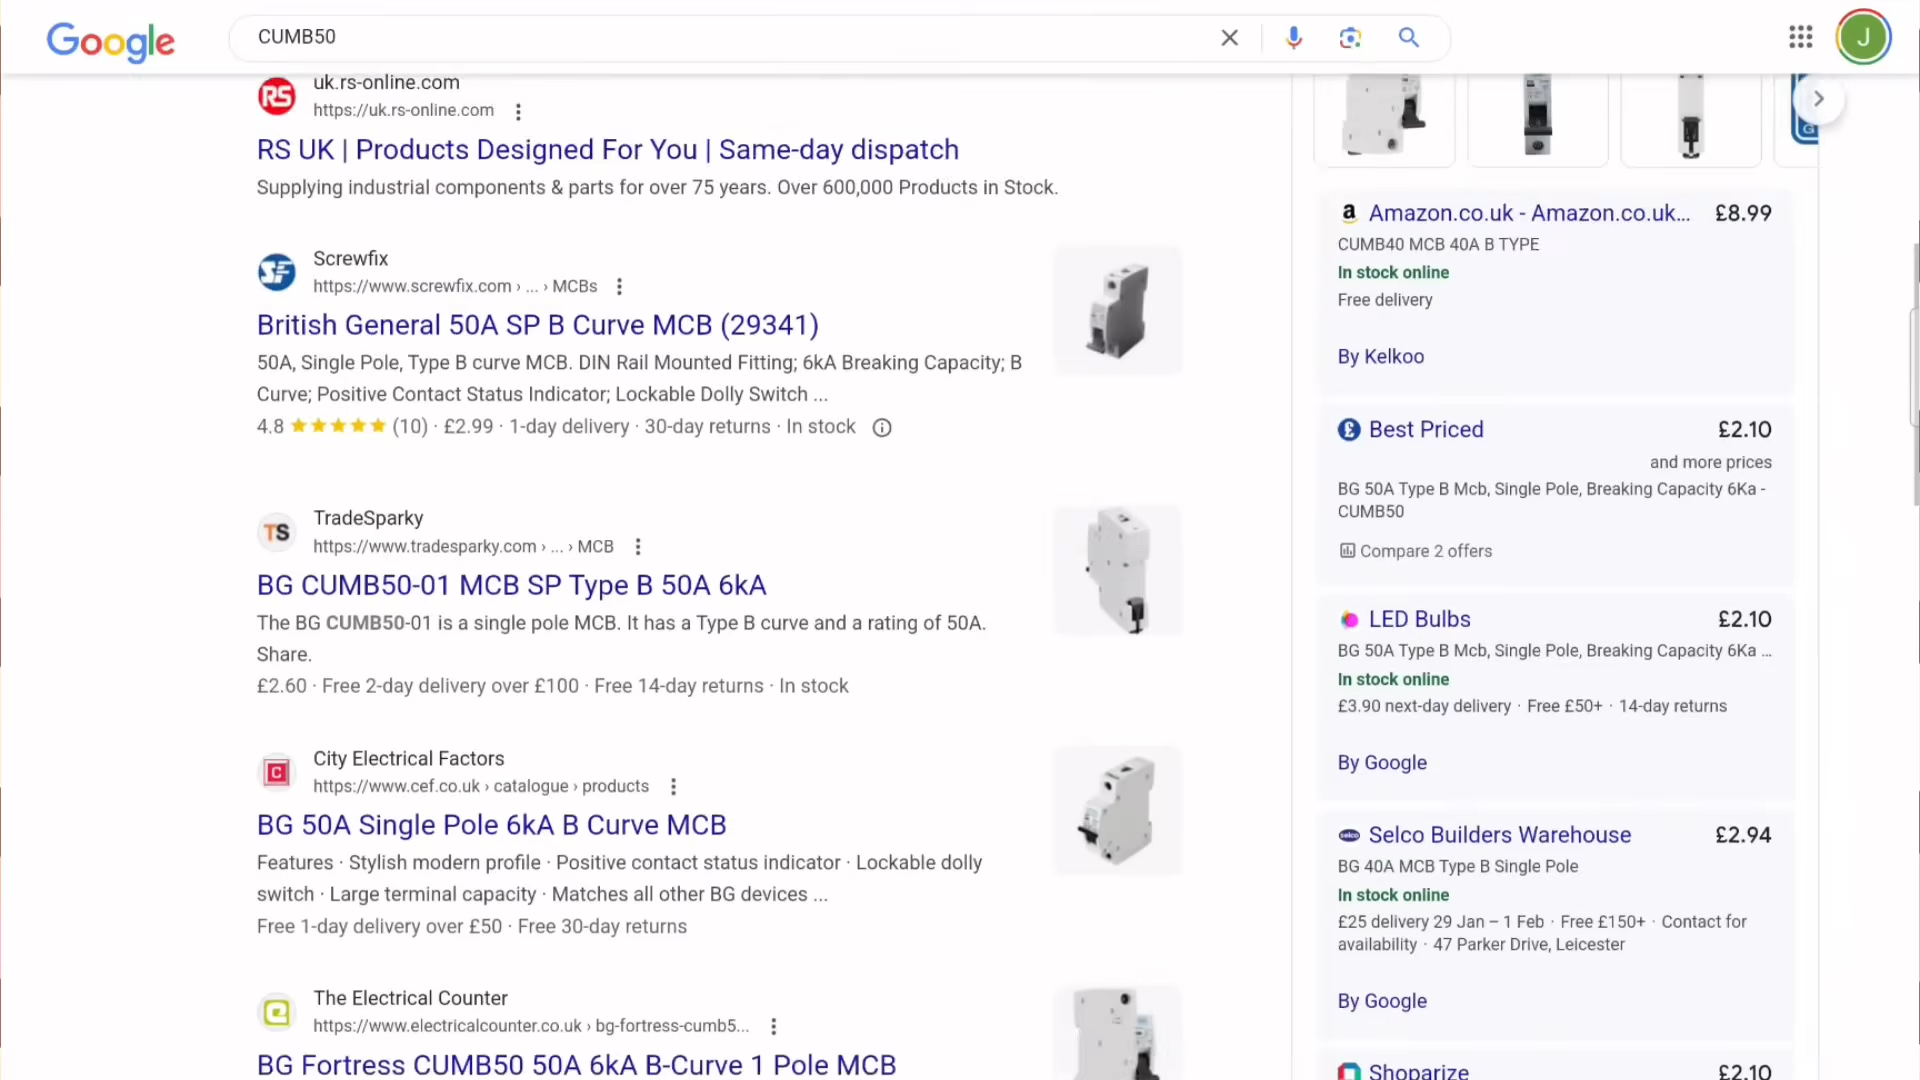 Google
CUMB50
J
RS
uk.rs-online.com
https://uk.rs-online.com
RS UK | Products Designed For You | Same-day dispatch
Supplying industrial components & parts for over 75 years. Over 600,000 Products in Stock.
SF
Screwfix
https://www.screwfix.com › ... › MCBs
British General 50A SP B Curve MCB (29341)
50A, Single Pole, Type B curve MCB. DIN Rail Mounted Fitting; 6kA Breaking Capacity; B
Curve; Positive Contact Status Indicator; Lockable Dolly Switch ...
4.8 ★★★★★ (10) · £2.99 · 1-day delivery · 30-day returns · In stock
TS
TradeSparky
https://www.tradesparky.com › ... › MCB
BG CUMB50-01 MCB SP Type B 50A 6kA
The BG CUMB50-01 is a single pole MCB. It has a Type B curve and a rating of 50A.
Share.
£2.60 · Free 2-day delivery over £100 · Free 14-day returns · In stock
C
City Electrical Factors
https://www.cef.co.uk › catalogue › products
BG 50A Single Pole 6kA B Curve MCB
Features · Stylish modern profile · Positive contact status indicator · Lockable dolly
switch · Large terminal capacity · Matches all other BG devices ...
Free 1-day delivery over £50 · Free 30-day returns
The Electrical Counter
https://www.electricalcounter.co.uk › bg-fortress-cumb5...
BG Fortress CUMB50 50A 6kA B-Curve 1 Pole MCB
G
a Amazon.co.uk - Amazon.co.uk... £8.99
CUMB40 MCB 40A B TYPE
In stock online
Free delivery
By Kelkoo
£ Best Priced £2.10
and more prices
BG 50A Type B Mcb, Single Pole, Breaking Capacity 6Ka -
CUMB50
Compare 2 offers
LED Bulbs £2.10
BG 50A Type B Mcb, Single Pole, Breaking Capacity 6Ka ...
In stock online
£3.90 next-day delivery · Free £50+ · 14-day returns
By Google
selco Selco Builders Warehouse £2.94
BG 40A MCB Type B Single Pole
In stock online
£25 delivery 29 Jan – 1 Feb · Free £150+ · Contact for
availability · 47 Parker Drive, Leicester
By Google
Shoparize £2.10